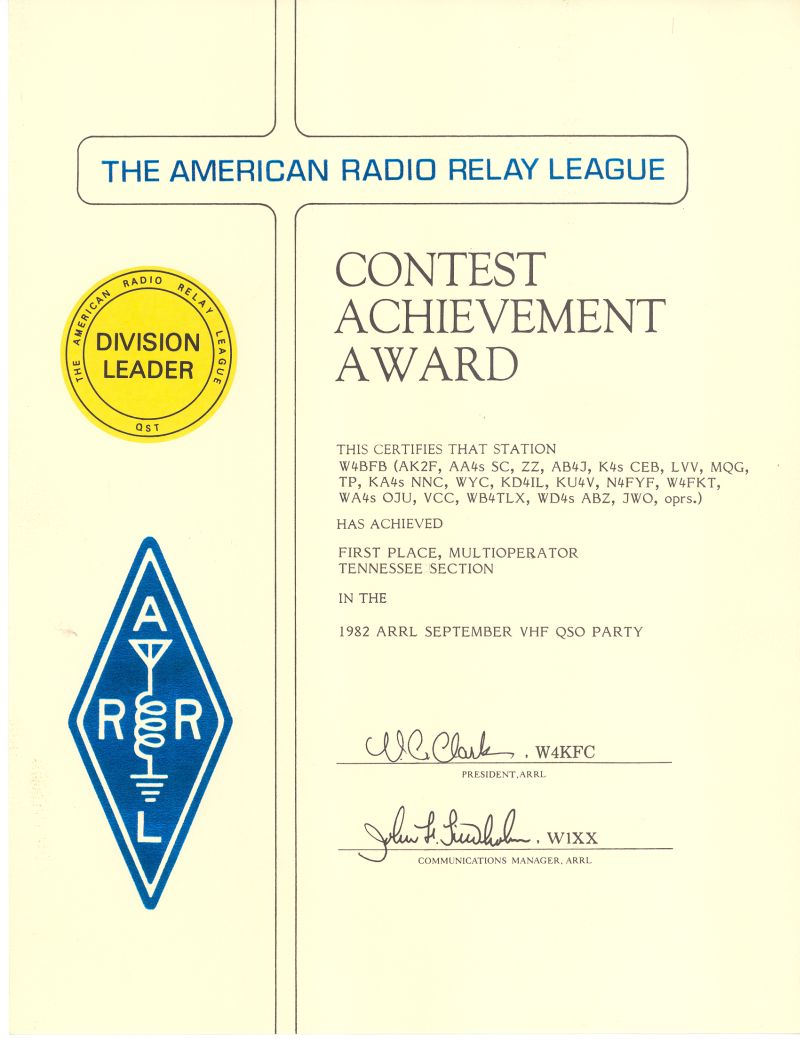 THE AMERICAN RADIO RELAY LEAGUE
THE AMERICAN RADIO RELAY LEAGUE
DIVISION
LEADER
QST
CONTEST
ACHIEVEMENT
AWARD
THIS CERTIFIES THAT STATION
W4BFB (AK2F, AA4s SC, ZZ, AB4J, K4s CEB, LVV, MQG,
TP, KA4s NNC, WYC, KD4IL, KU4V, N4FYF, W4FKT,
WA4s OJU, VCC, WB4TLX, WD4s ABZ, JWO, oprs.)
HAS ACHIEVED
FIRST PLACE, MULTIOPERATOR
TENNESSEE SECTION
IN THE
1982 ARRL SEPTEMBER VHF QSO PARTY
A
R R
L
W.C. Clark, W4KFC
PRESIDENT, ARRL
John F. Lindholm, W1XX
COMMUNICATIONS MANAGER, ARRL